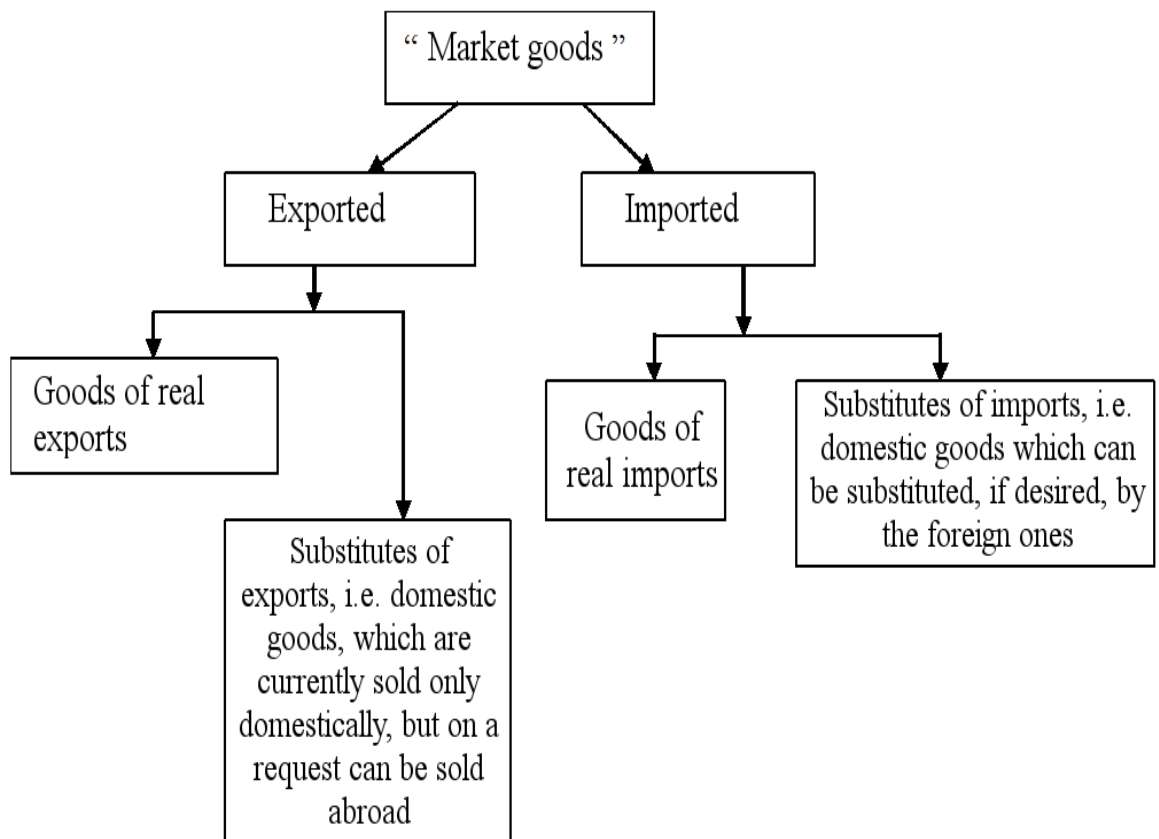 “ Market goods ”
Exported
Imported
Goods of real
exports
Goods of
real imports
Substitutes of imports, i.e.
domestic goods which can
be substituted, if desired, by
the foreign ones
Substitutes of
exports, i.e. domestic
goods, which are
currently sold only
domestically, but on a
request can be sold
abroad